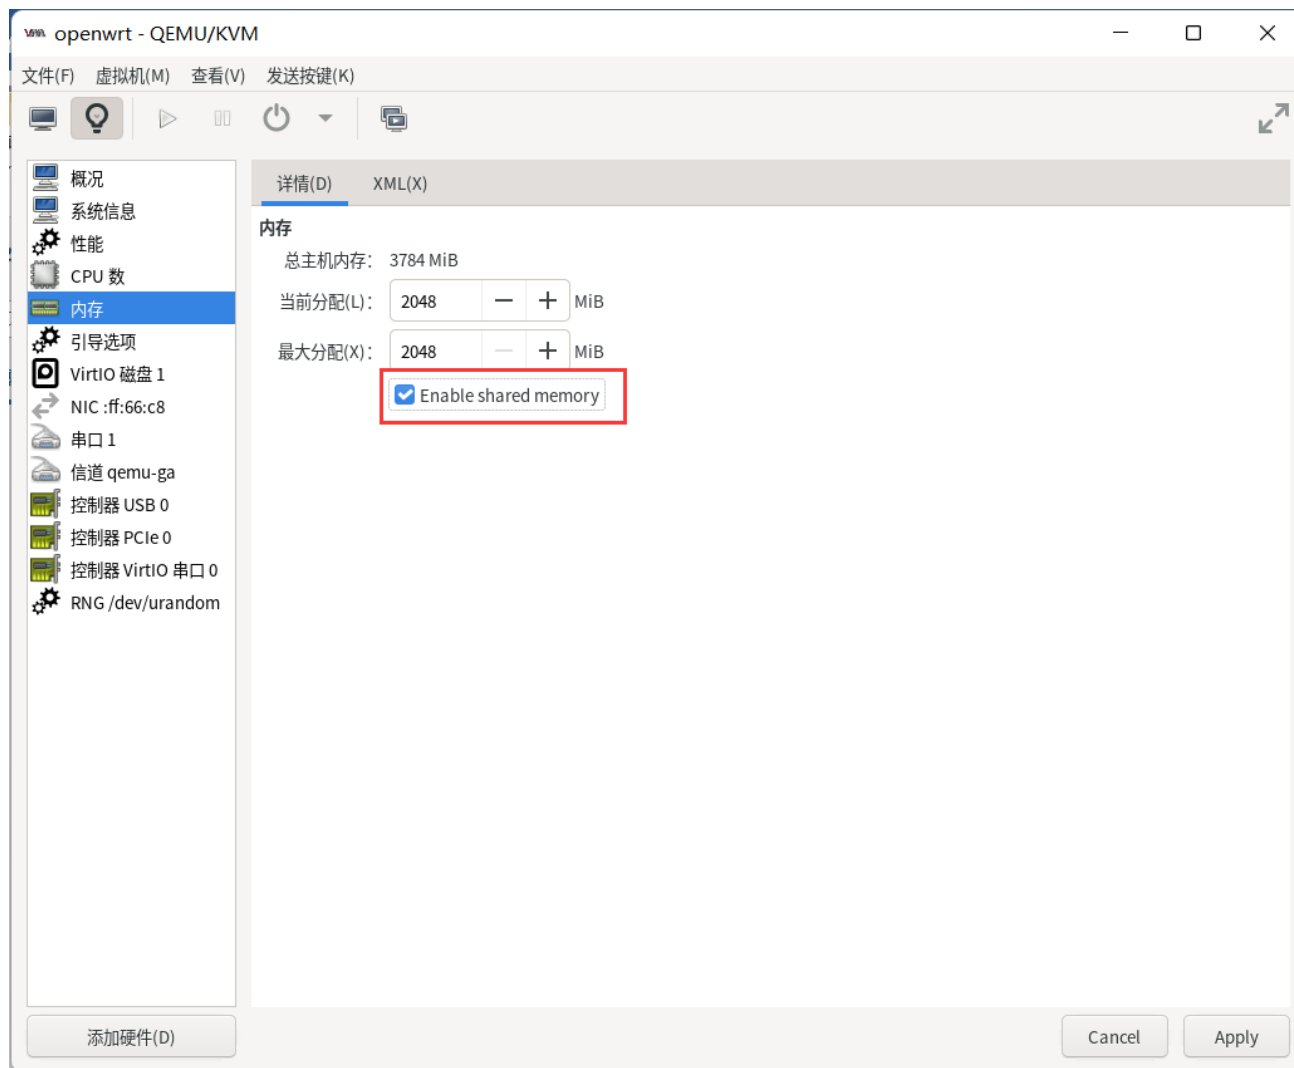 openwrt - QEMU/KVM
文件(F) 虚拟机(M) 查看(V) 发送按键(K)
概况
系统信息
性能
CPU 数
内存
引导选项
VirtIO 磁盘 1
NIC :ff:66:c8
串口 1
信道 qemu-ga
控制器 USB 0
控制器 PCIe 0
控制器 VirtIO 串口 0
RNG /dev/urandom
添加硬件(D)
详情(D) XML(X)
内存
总主机内存: 3784 MiB
当前分配(L): 2048 MiB
最大分配(X): 2048 MiB
Enable shared memory
Cancel Apply